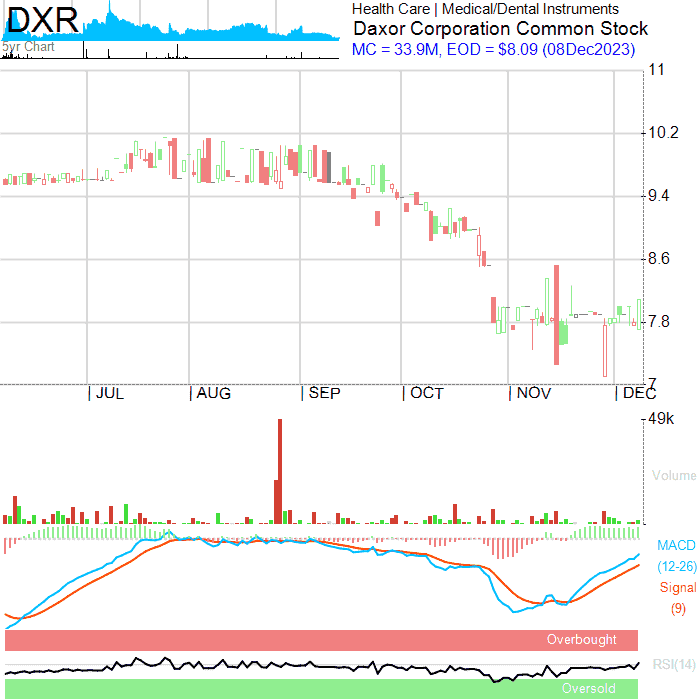 DXR
5yr Chart
Health Care | Medical/Dental Instruments
Daxor Corporation Common Stock
MC = 33.9M, EOD = $8.09 (08Dec2023)
11
10.2
9.4
8.6
7.8
7
| JUL | AUG | SEP | OCT | NOV | DEC
49k
Volume
MACD
(12-26)
Signal
(9)
Overbought
RSI(14)
Oversold